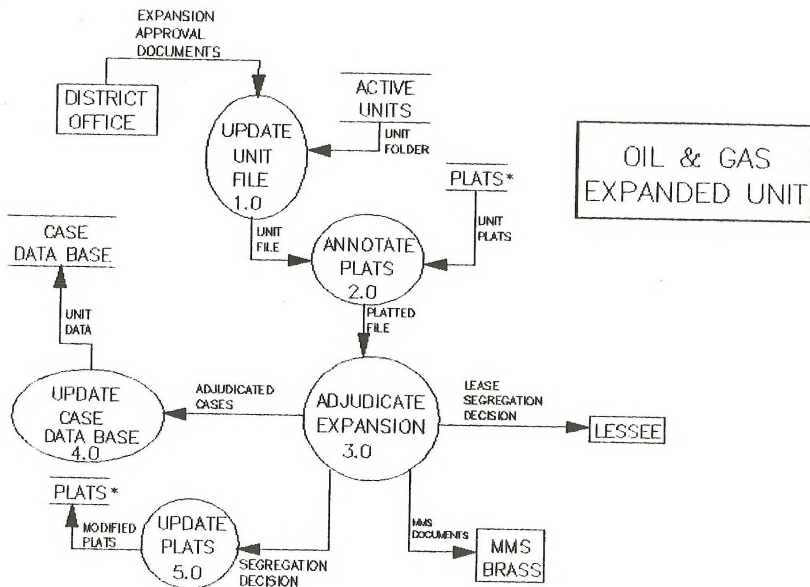 EXPANSION
APPROVAL
DOCUMENTS
DISTRICT
OFFICE
ACTIVE
UNITS
UPDATE
UNIT
FILE
1.0
UNIT
FOLDER
OIL & GAS
EXPANDED UNIT
PLATS*
UNIT
FILE
UNIT
PLATS
ANNOTATE
PLATS
2.0
CASE
DATA BASE
UNIT
DATA
PLATTED
FILE
UPDATE
CASE
DATA BASE
4.0
ADJUDICATED
CASES
ADJUDICATE
EXPANSION
3.0
LEASE
SEGREGATION
DECISION
LESSEE
PLATS*
MODIFIED
PLATS
UPDATE
PLATS
5.0
SEGREGATION
DECISION
MMS
DOCUMENTS
MMS
BRASS